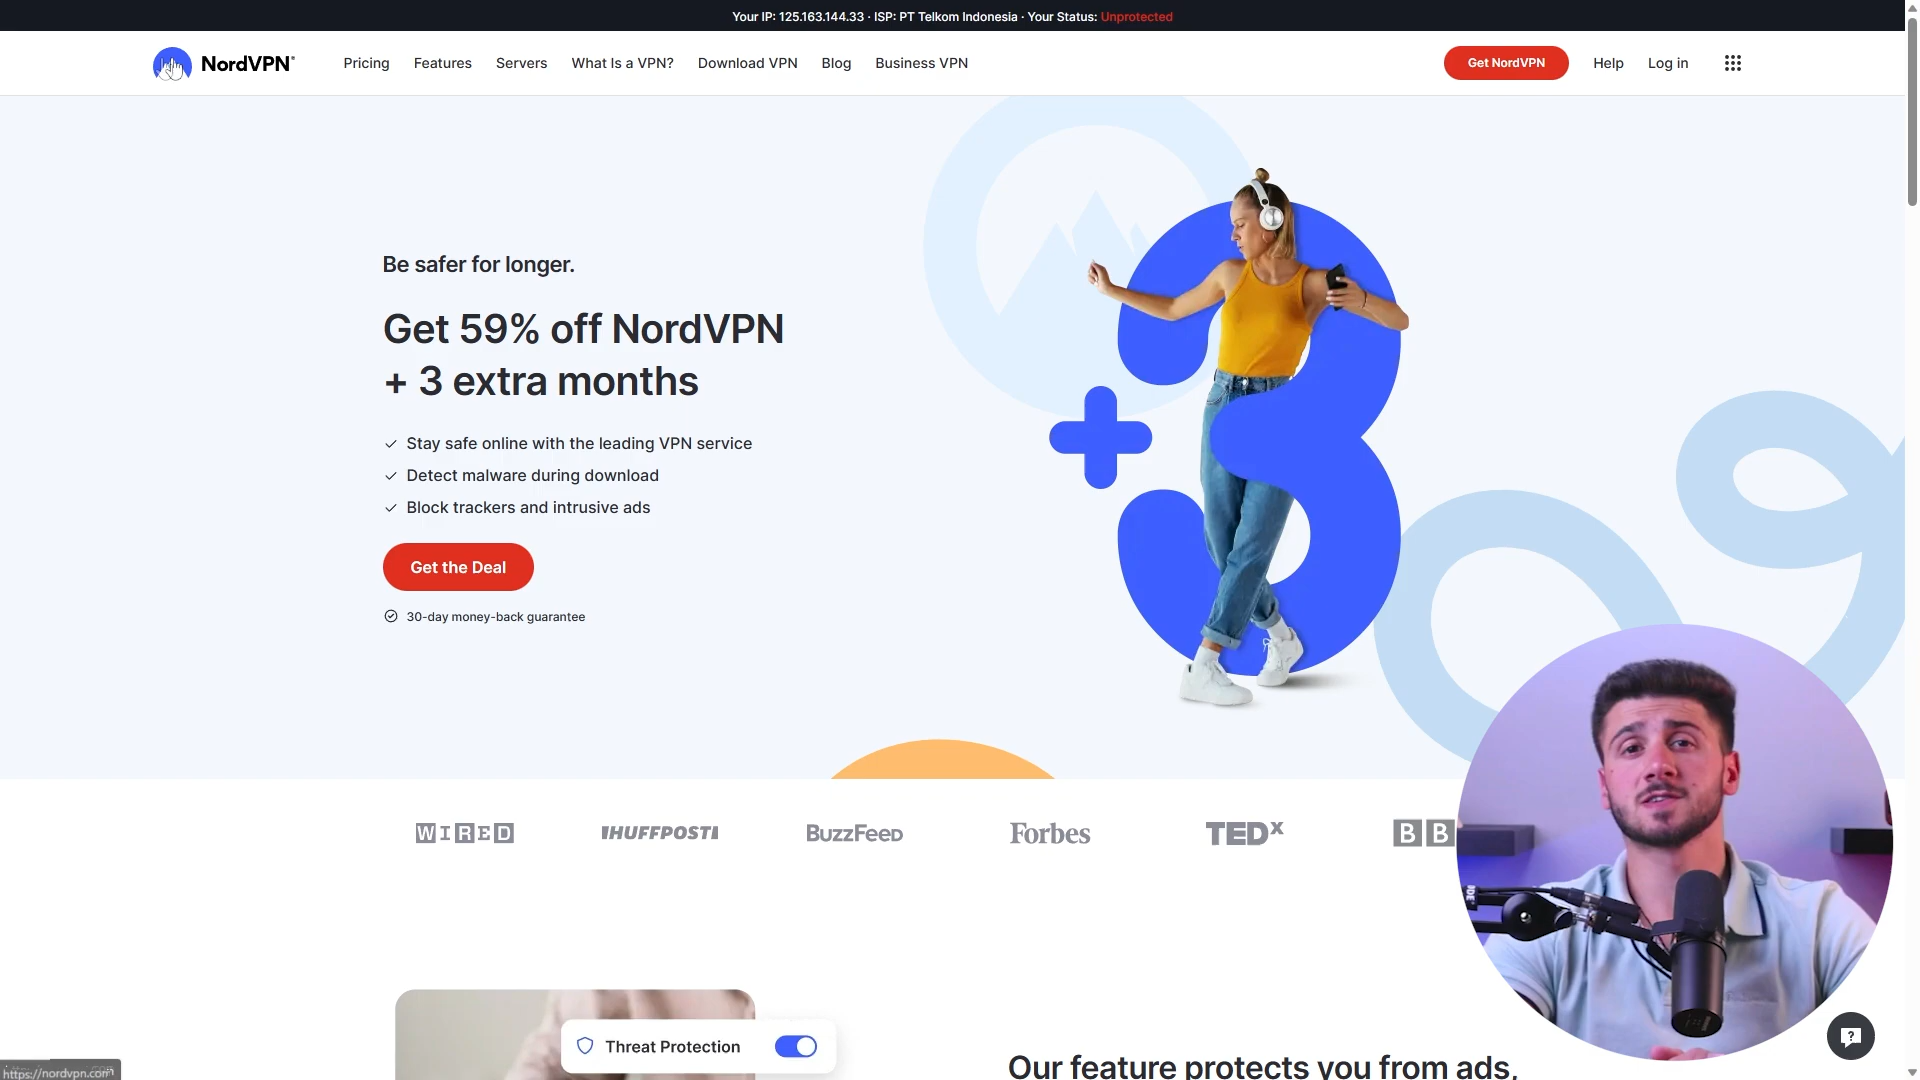 Your IP: 125.163.144.33 · ISP: PT Telkom Indonesia · Your Status: Unprotected
NordVPN®
Pricing
Features
Servers
What Is a VPN?
Download VPN
Blog
Business VPN
Get NordVPN
Help
Log in
Be safer for longer.
Get 59% off NordVPN
+ 3 extra months
Stay safe online with the leading VPN service
Detect malware during download
Block trackers and intrusive ads
Get the Deal
30-day money-back guarantee
+3
WIRED
HUFFPOST
BuzzFeed
Forbes
TEDx
BB
Threat Protection
Our feature protects you from ads,
https://nordvpn.com